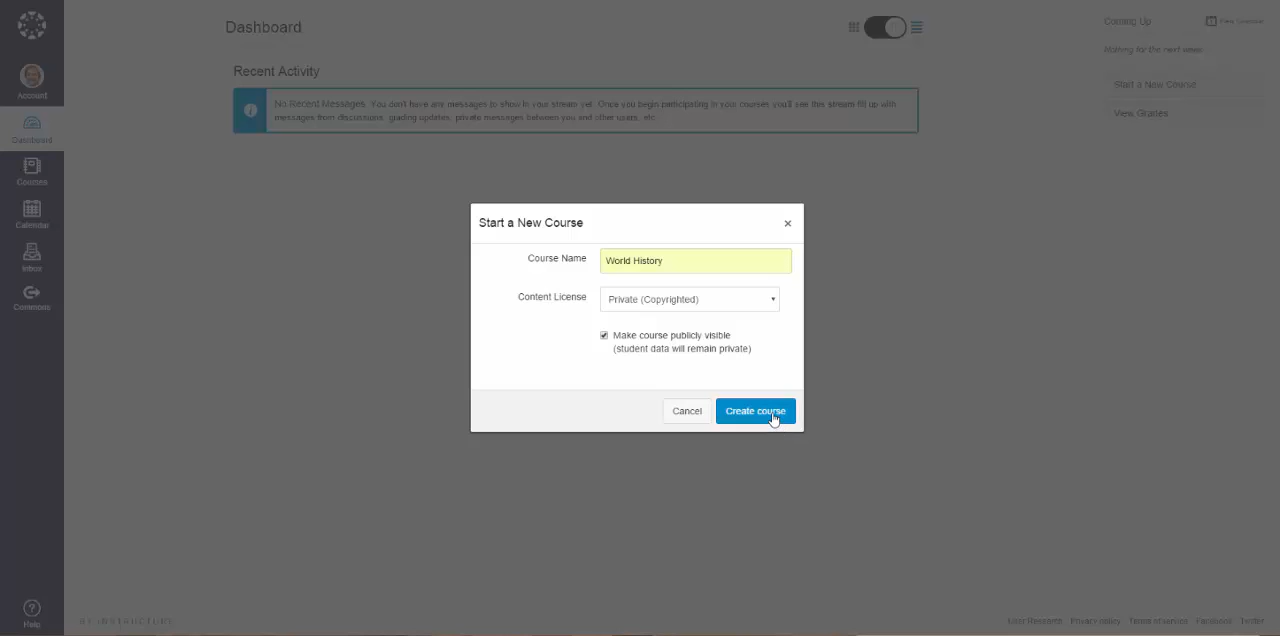 Dashboard
Coming Up
View Calendar
Nothing for the next week
Recent Activity
Account
Start a New Course
No Recent Messages. You don't have any messages to show in your stream yet. Once you begin participating in your courses you'll see this stream fill up with
messages from discussions, grading updates, private messages between you and other users, etc.
View Grades
Dashboard
Courses
Calendar
Inbox
Commons
Start a New Course
×
Course Name
World History
Content License
Private (Copyrighted)
Make course publicly visible
(student data will remain private)
Cancel
Create course
Help
BY INSTRUCTURE
User Research
Privacy policy
Terms of service
Facebook
Twitter